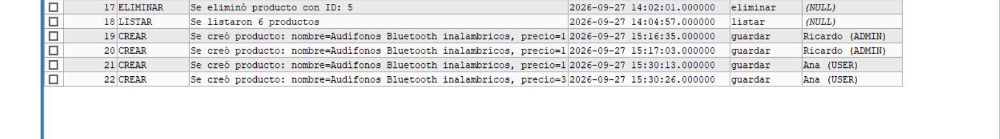 17 ELIMINAR Se eliminó producto con ID: 5 2026-09-27 14:02:01.000000 eliminar (NULL)
18 LISTAR Se listaron 6 productos 2026-09-27 14:04:57.000000 listar (NULL)
19 CREAR Se creó producto: nombre=Audífonos Bluetooth inalambricos, precio=1 2026-09-27 15:16:35.000000 guardar Ricardo (ADMIN)
20 CREAR Se creó producto: nombre=Audífonos Bluetooth inalambricos, precio=1 2026-09-27 15:17:03.000000 guardar Ricardo (ADMIN)
21 CREAR Se creó producto: nombre=Audífonos Bluetooth inalambricos, precio=1 2026-09-27 15:30:13.000000 guardar Ana (USER)
22 CREAR Se creó producto: nombre=Audífonos Bluetooth inalambricos, precio=3 2026-09-27 15:30:26.000000 guardar Ana (USER)